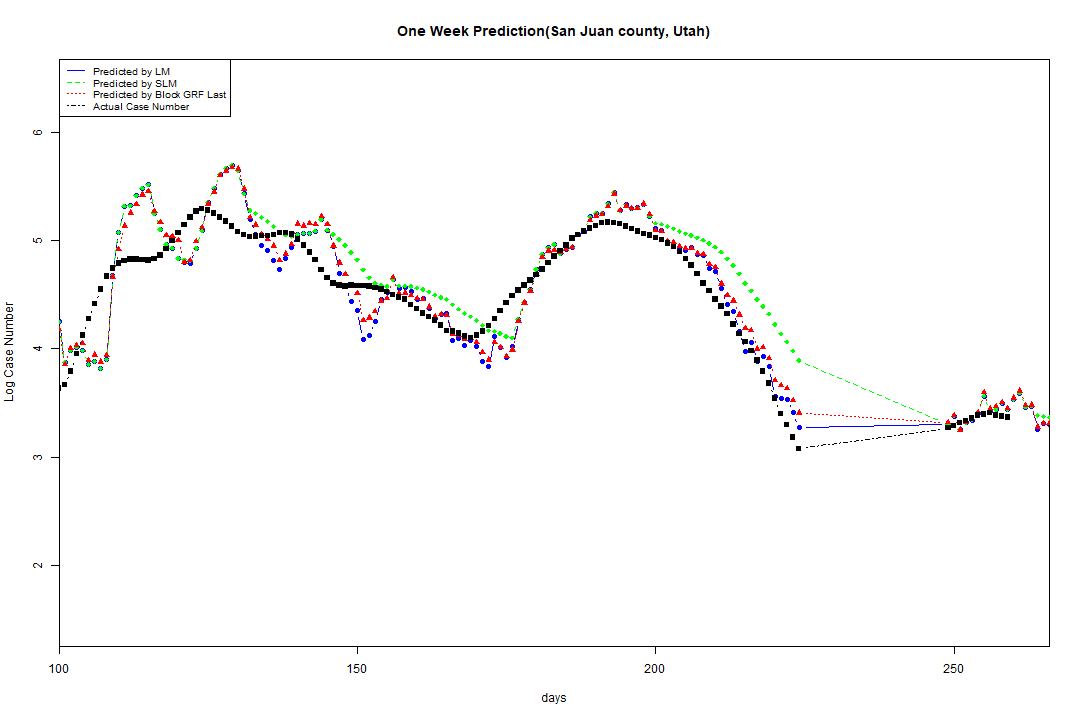 One Week Prediction(San Juan county, Utah)
Predicted by LM
Predicted by SLM
Predicted by Block GRF Last
Actual Case Number
6
5
4
3
2
Log Case Number
100 150 200 250
days